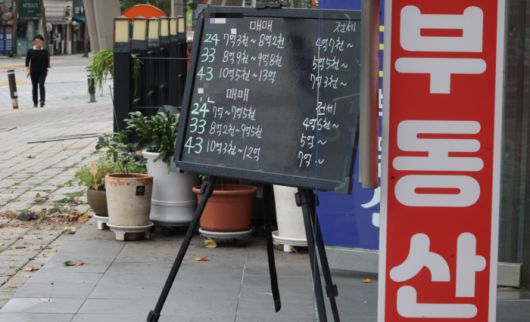 매매 전세
24 7억3천~8억2천 4억7천~
33 8억9천~9억8천 5억5천~
43 10억5천~13억 7억3천~
매매 전세
24 7억~7억5천 4억5천~
33 8억2천~9억5천 5억~
43 10억3천~12억 7억~
부동산